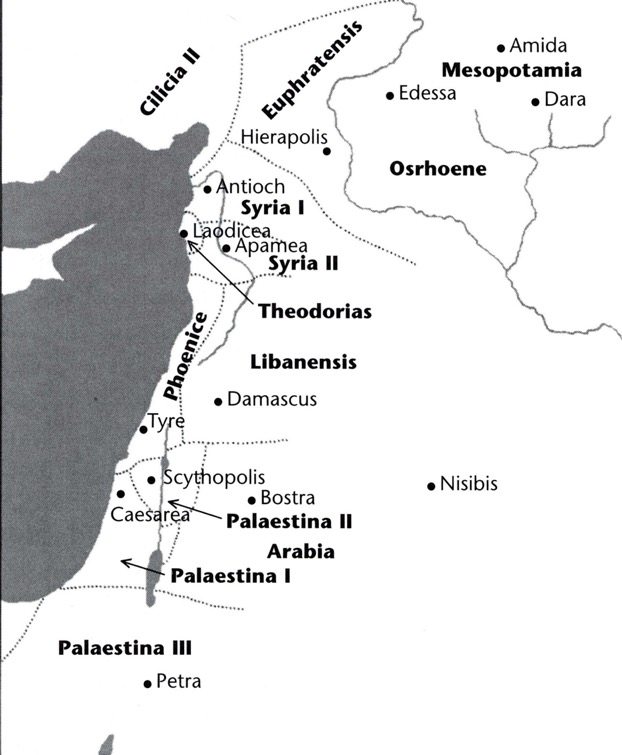 Cilicia II
Euphratensis
Amida
Mesopotamia
Edessa
Dara
Hierapolis
Osrhoene
Antioch
Syria I
Laodicea
Apamea
Syria II
Theodorias
Phoenice
Libanensis
Damascus
Tyre
Scythopolis
Nisibis
Bostra
Caesarea
Palaestina II
Arabia
Palaestina I
Palaestina III
Petra